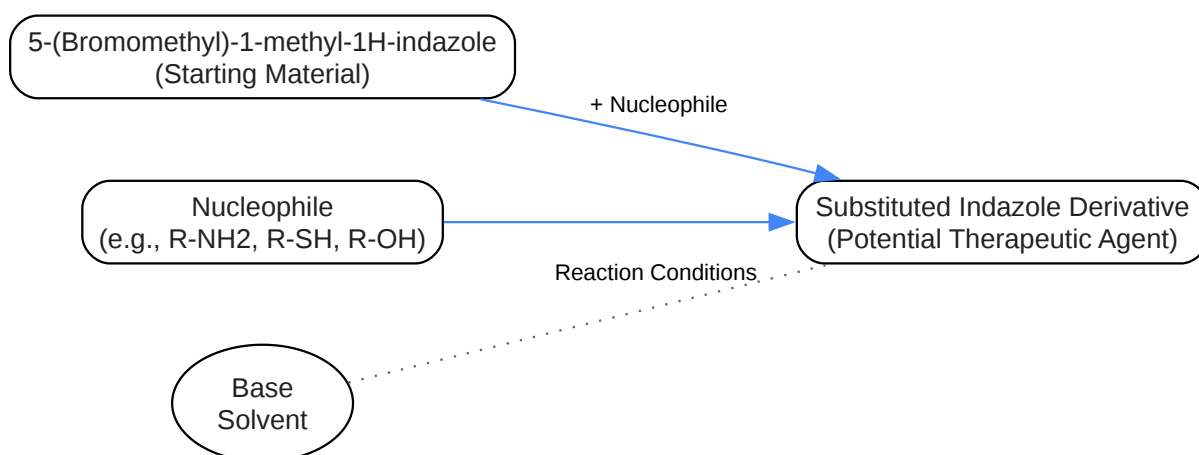 5-(Bromomethyl)-1-methyl-1H-indazole
(Starting Material)
+ Nucleophile
Nucleophile
(e.g., R-NH2, R-SH, R-OH)
Substituted Indazole Derivative
(Potential Therapeutic Agent)
Reaction Conditions
Base
Solvent